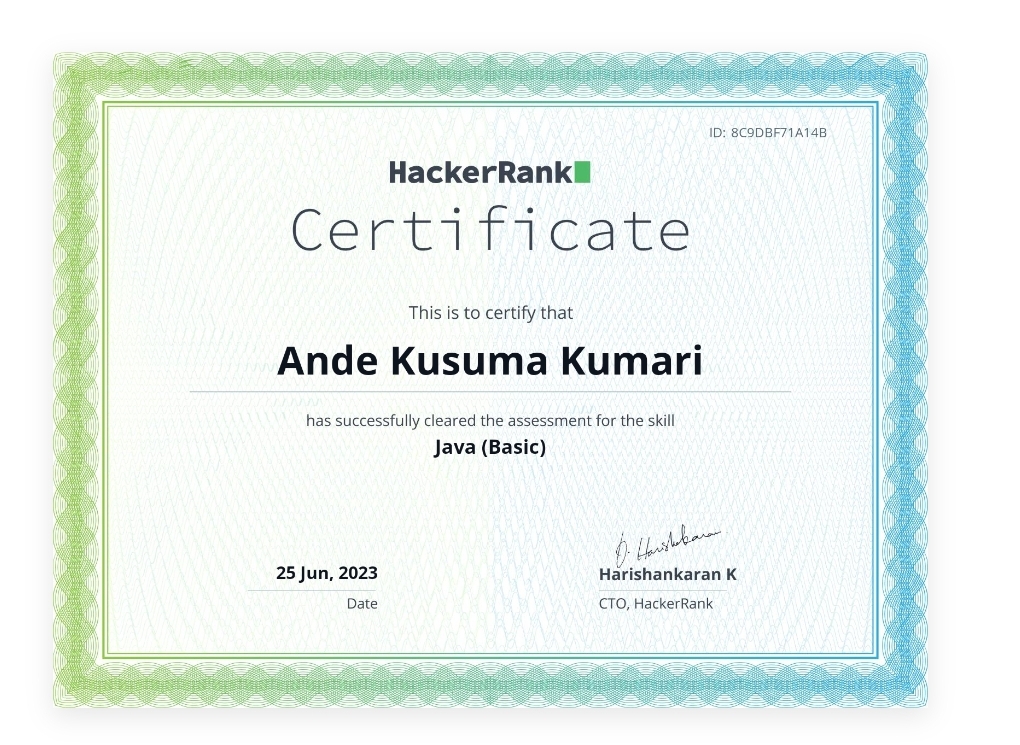 ID: 8C9DBF71A14B
HackerRank
Certificate
This is to certify that
Ande Kusuma Kumari
has successfully cleared the assessment for the skill
Java (Basic)
25 Jun, 2023
Date
D. Harishankaran
Harishankaran K
CTO, HackerRank